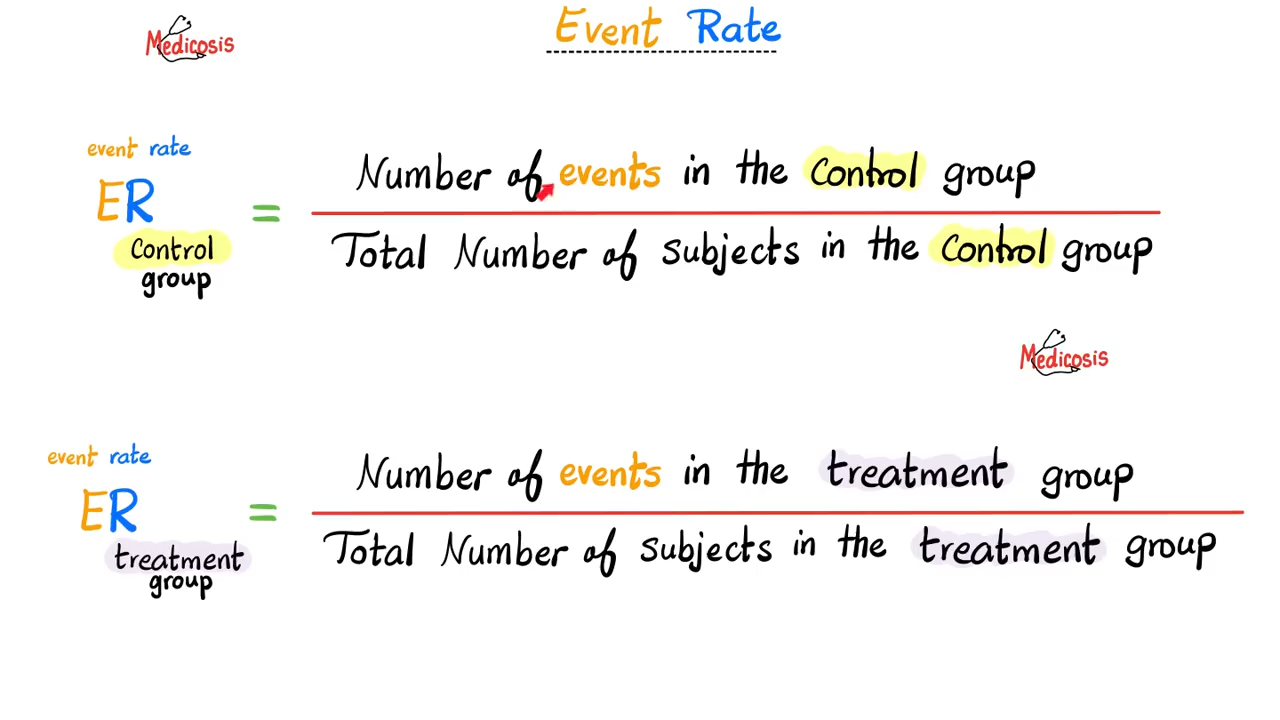 Medicosis
Event Rate
event rate
ER
Control
group
=
Number of events in the Control group
Total Number of subjects in the Control group
Medicosis
event rate
ER
treatment
group
=
Number of events in the treatment group
Total Number of subjects in the treatment group